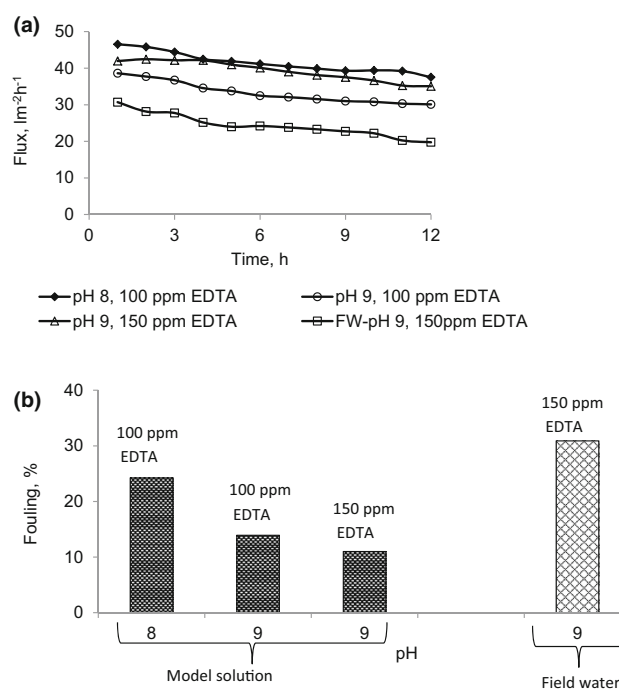 (a)
50
40
30
20
10
0
Flux, lm⁻²h⁻¹
0 3 6 9 12
Time, h
pH 8, 100 ppm EDTA
pH 9, 100 ppm EDTA
pH 9, 150 ppm EDTA
FW-pH 9, 150ppm EDTA
(b)
40
30
20
10
0
Fouling, %
100 ppm
EDTA
100 ppm
EDTA
150 ppm
EDTA
150 ppm
EDTA
8 9 9 9
pH
Model solution
Field water